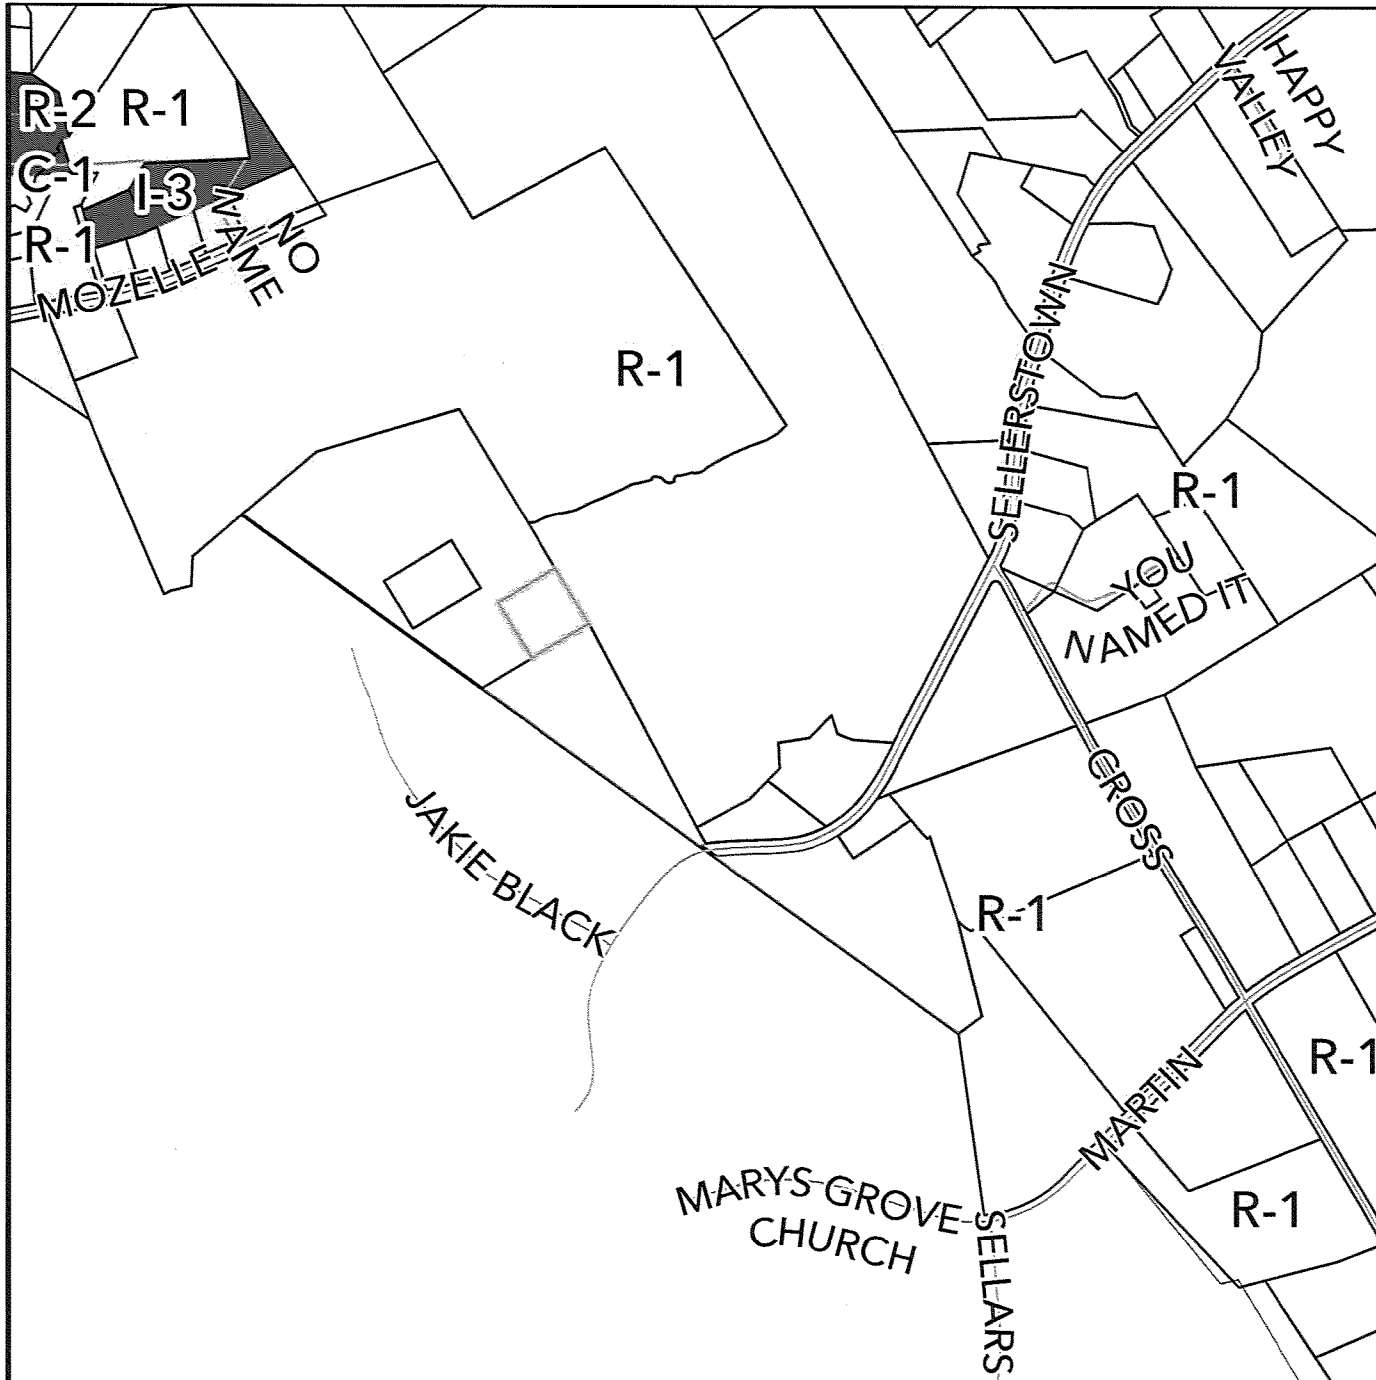 R-2 R-1
HAPPY
VALLEY
C-1
I-3
R-1
NO
NAME
MOZELLE
SELLERSTOWN
R-1
R-1
YOU
NAMED IT
CROSS
JAKIE BLACK
R-1
R-1
MARTIN
MARYS GROVE
CHURCH
R-1
SELLARS